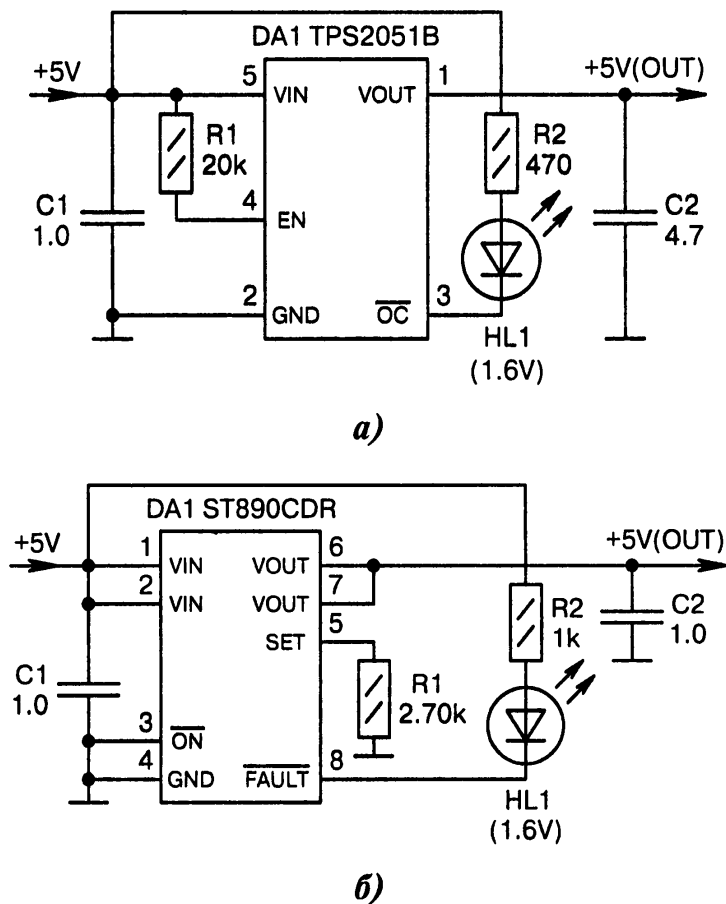 DA1 TPS2051B
+5V
5
VIN
VOUT
1
+5V(OUT)
R1
20k
R2
470
C1
1.0
4
EN
C2
4.7
2
GND
OC
3
HL1
(1.6V)
а)
DA1 ST890CDR
+5V
1
VIN
VOUT
6
+5V(OUT)
2
VIN
VOUT
7
SET
5
R2
1k
C2
1.0
C1
1.0
R1
2.70k
3
ON
4
GND
FAULT
8
HL1
(1.6V)
б)